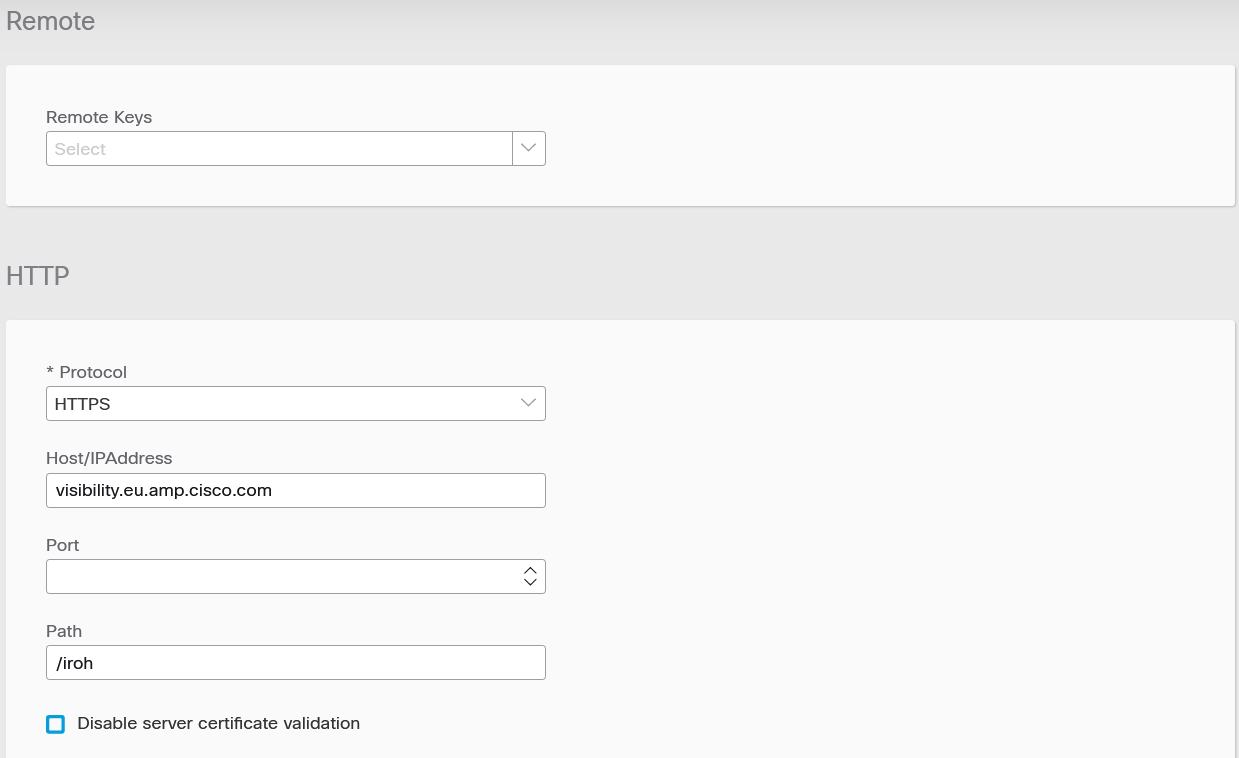 Remote
Remote Keys
Select
HTTP
* Protocol
HTTPS
Host/IPAddress
visibility.eu.amp.cisco.com
Port
Path
/iroh
Disable server certificate validation